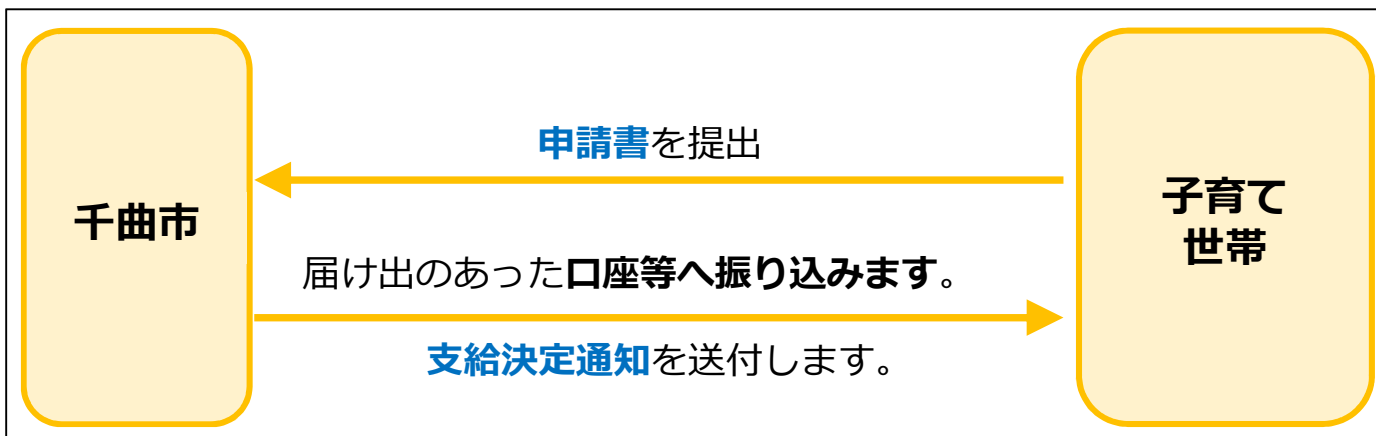 千曲市
申請書を提出
届け出のあった口座等へ振り込みます。
支給決定通知を送付します。
子育て
世帯